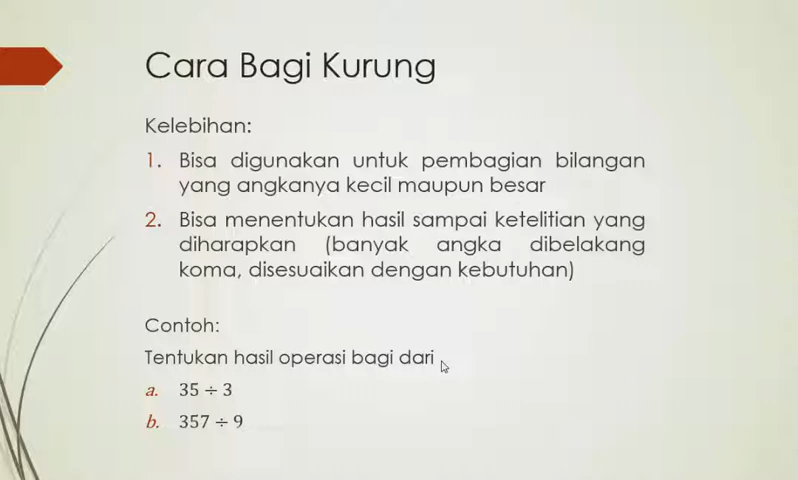 Cara Bagi Kurung
Kelebihan:
1. Bisa digunakan untuk pembagian bilangan
yang angkanya kecil maupun besar
2. Bisa menentukan hasil sampai ketelitian yang
diharapkan (banyak angka dibelakang
koma, disesuaikan dengan kebutuhan)
Contoh:
Tentukan hasil operasi bagi dari
a. 35 ÷ 3
b. 357 ÷ 9